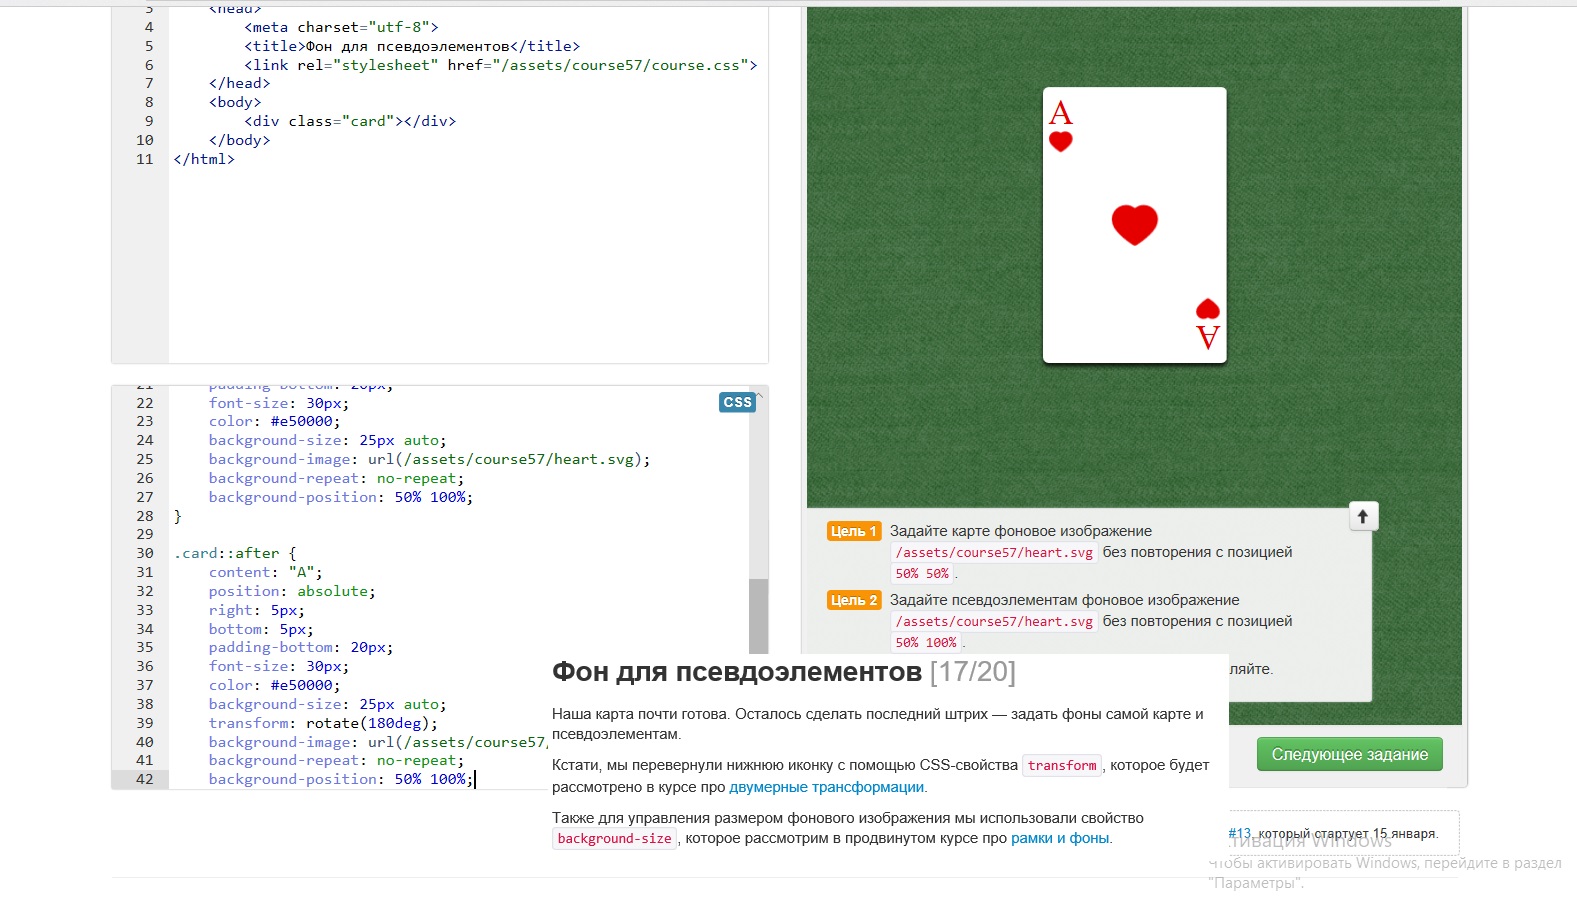 3 <head>
4 <meta charset="utf-8">
5 <title>Фон для псевдоэлементов</title>
6 <link rel="stylesheet" href="/assets/course57/course.css">
7 </head>
8 <body>
9 <div class="card"></div>
10 </body>
11 </html>
21 padding-bottom: 20px;
22 font-size: 30px;
23 color: #e50000;
24 background-size: 25px auto;
25 background-image: url(/assets/course57/heart.svg);
26 background-repeat: no-repeat;
27 background-position: 50% 100%;
28 }
29
30 .card::after {
31 content: "A";
32 position: absolute;
33 right: 5px;
34 bottom: 5px;
35 padding-bottom: 20px;
36 font-size: 30px;
37 color: #e50000;
38 background-size: 25px auto;
39 transform: rotate(180deg);
40 background-image: url(/assets/course57/
41 background-repeat: no-repeat;
42 background-position: 50% 100%;
CSS
A
A
Цель 1 Задайте карте фоновое изображение
/assets/course57/heart.svg без повторения с позицией
50% 50%.
Цель 2 Задайте псевдоэлементам фоновое изображение
/assets/course57/heart.svg без повторения с позицией
50% 100%.
ляйте.
Следующее задание
Фон для псевдоэлементов [17/20]
Наша карта почти готова. Осталось сделать последний штрих — задать фоны самой карте и
псевдоэлементам.
Кстати, мы перевернули нижнюю иконку с помощью CSS-свойства transform, которое будет
рассмотрено в курсе про двумерные трансформации.
Также для управления размером фонового изображения мы использовали свойство
background-size, которое рассмотрим в продвинутом курсе про рамки и фоны.
#13, который стартует 15 января.
тивация Windows
Чтобы активировать Windows, перейдите в раздел
"Параметры".